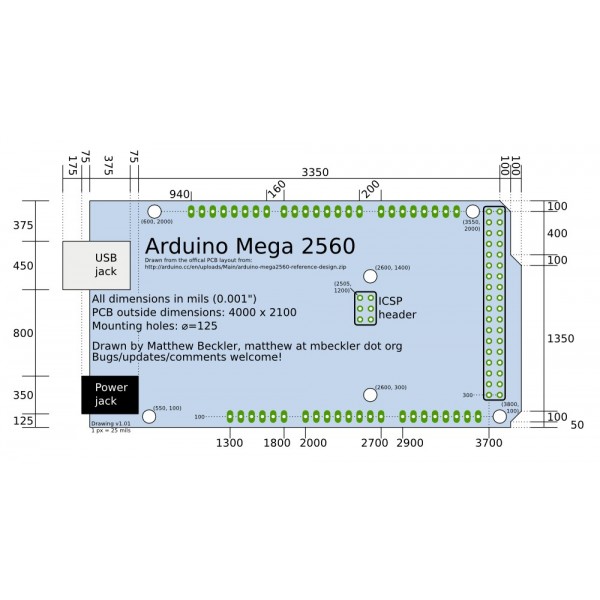 175
75
375
75
3350
100
100
940
160
200
100
375
(600, 2000)
(3550,
2000)
400
Arduino Mega 2560
Drawn from the offical PCB layout from:
http://arduino.cc/en/uploads/Main/arduino-mega2560-reference-design.zip
USB
jack
450
100
(2600, 1400)
(2505,
1200)
All dimensions in mils (0.001")
PCB outside dimensions: 4000 x 2100
Mounting holes: ⌀=125
ICSP
header
800
1350
Drawn by Matthew Beckler, matthew at mbeckler dot org
Bugs/updates/comments welcome!
350
Power
jack
(2600, 300)
300
(550, 100)
(3800,
100)
100
100
125
50
Drawing v1.01
1 px = 25 mils
1300
1800
2000
2700
2900
3700